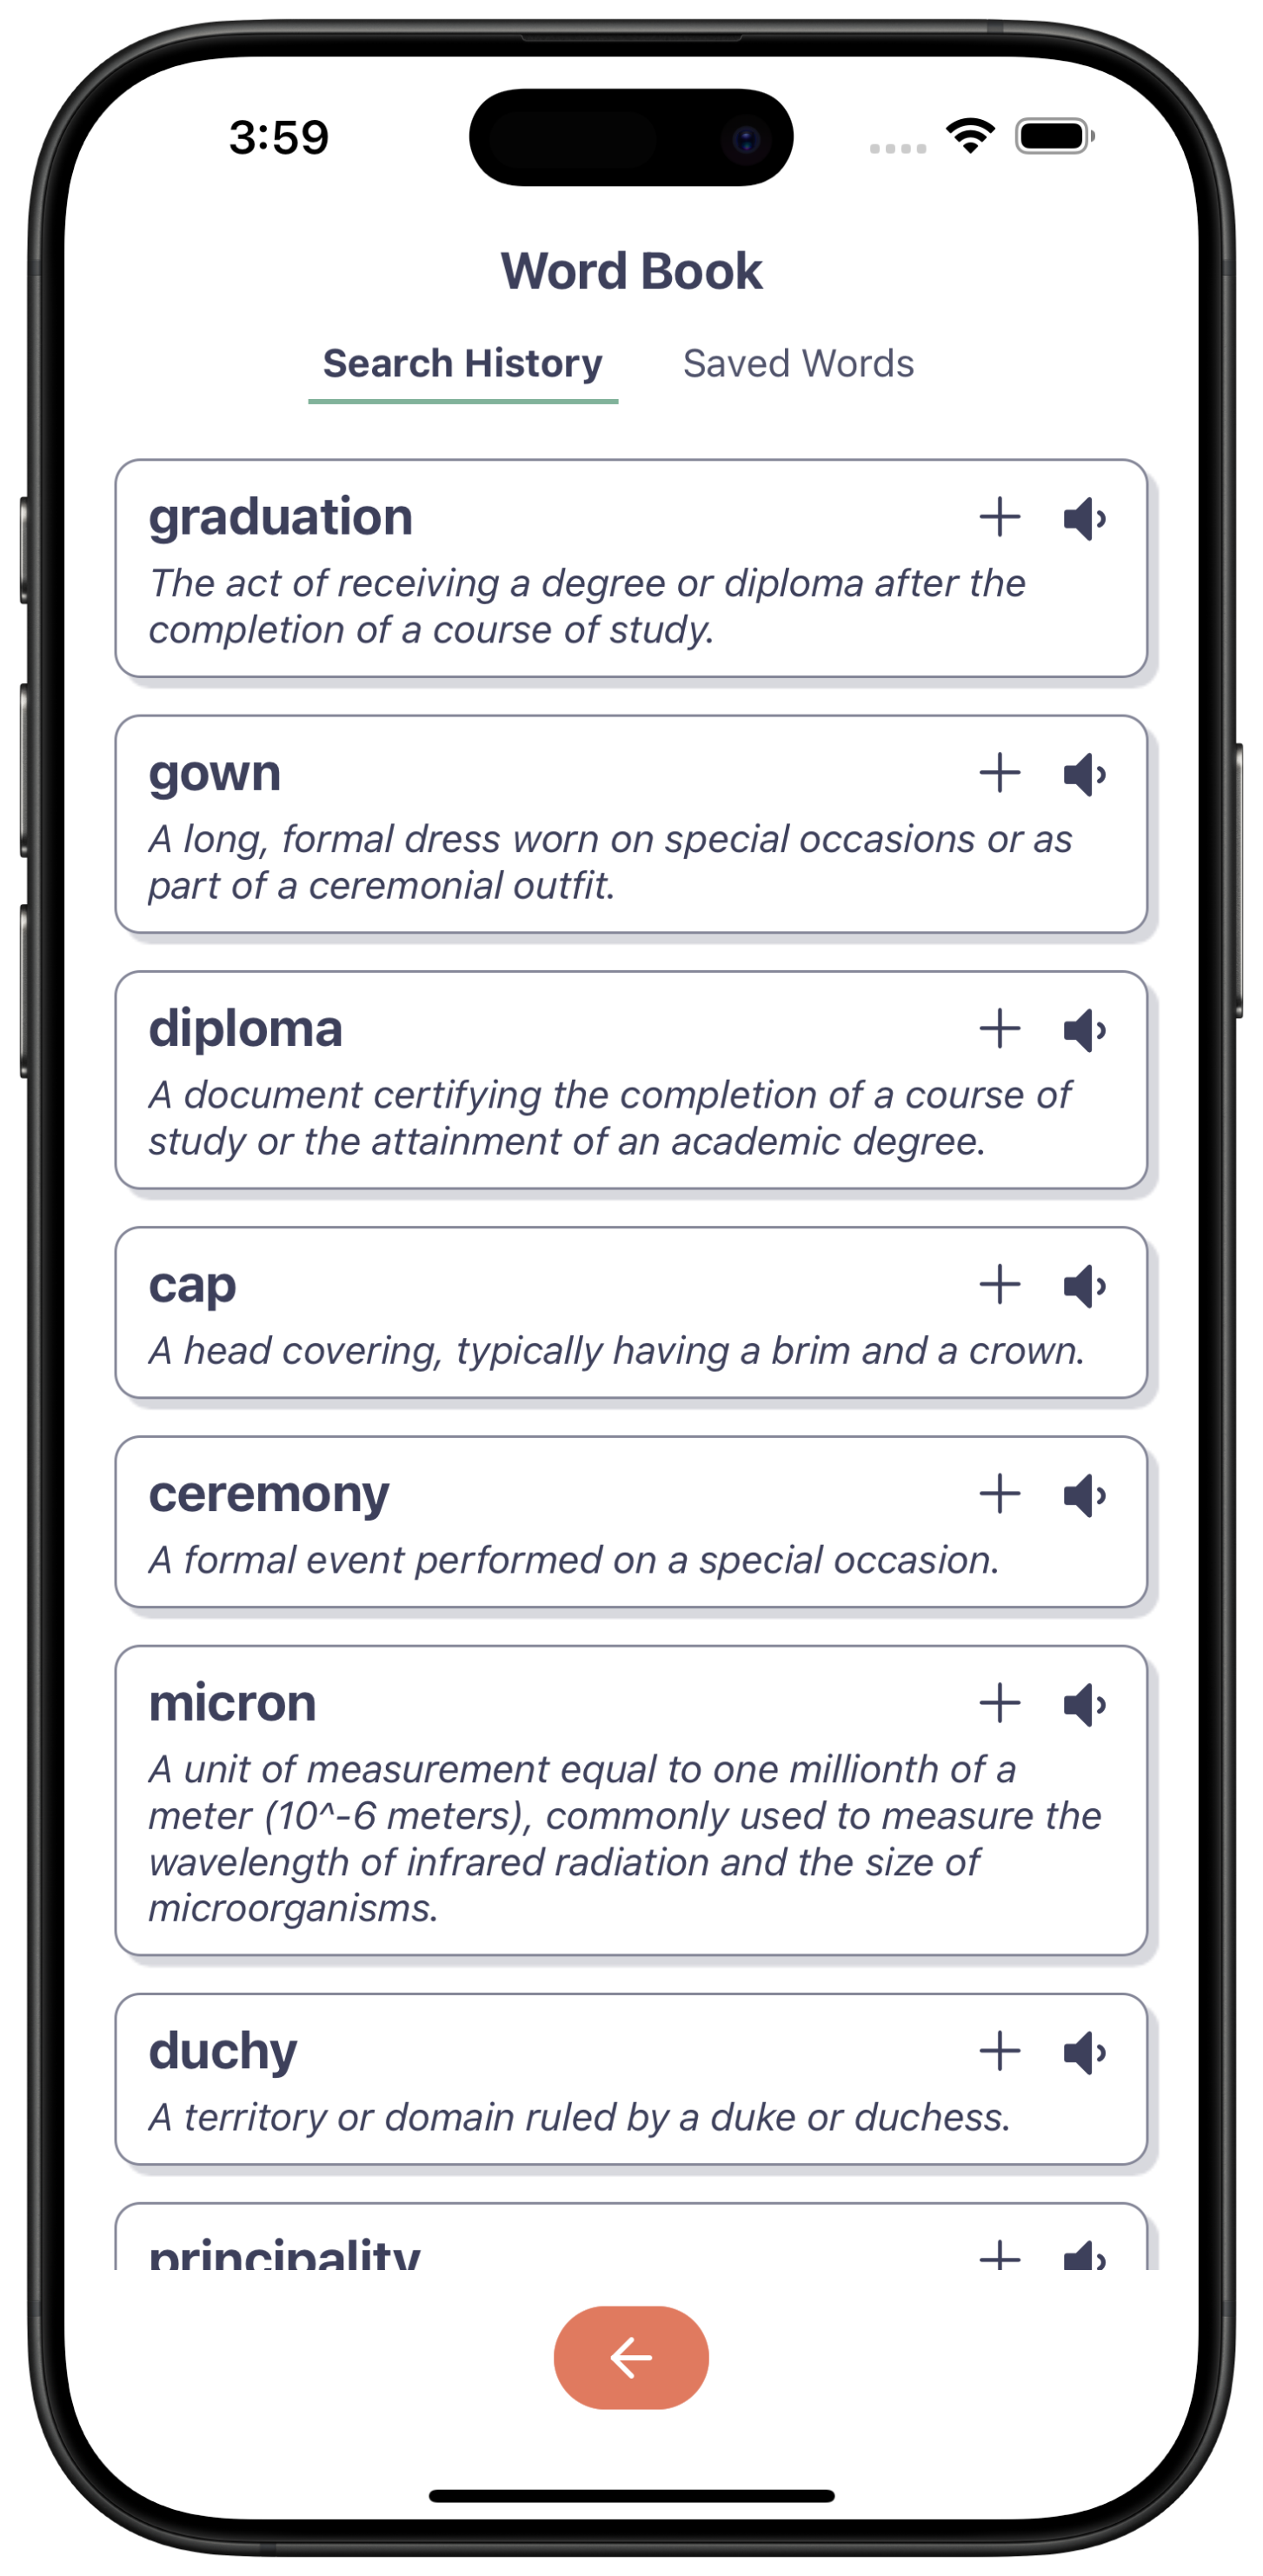 3:59
Word Book
Search History Saved Words
graduation
The act of receiving a degree or diploma after the
completion of a course of study.
gown
A long, formal dress worn on special occasions or as
part of a ceremonial outfit.
diploma
A document certifying the completion of a course of
study or the attainment of an academic degree.
cap
A head covering, typically having a brim and a crown.
ceremony
A formal event performed on a special occasion.
micron
A unit of measurement equal to one millionth of a
meter (10^-6 meters), commonly used to measure the
wavelength of infrared radiation and the size of
microorganisms.
duchy
A territory or domain ruled by a duke or duchess.
principality